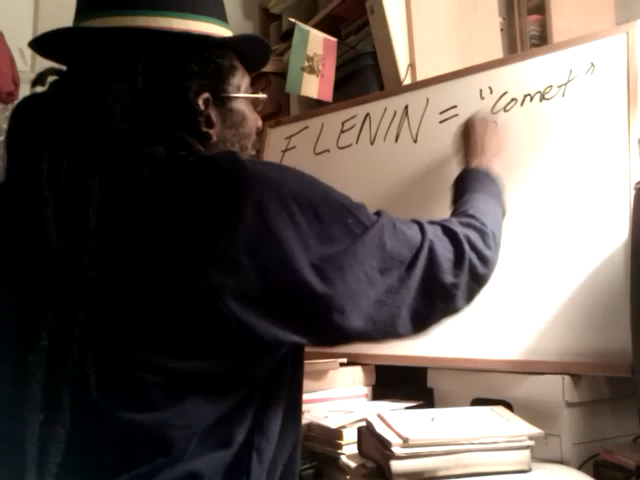 FLENIN = "comet"